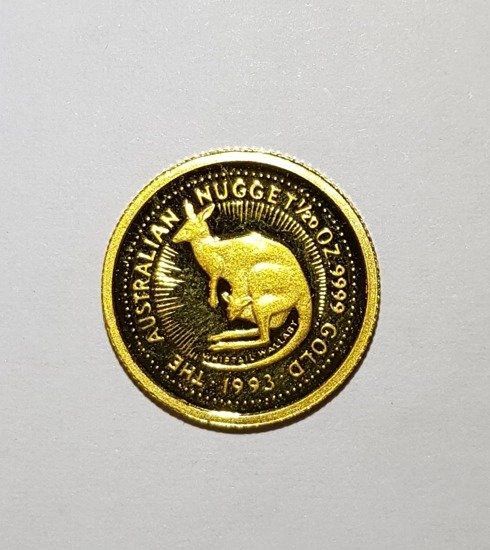 THE AUSTRALIAN NUGGET 1/20 OZ. 9999 GOLD
WHIPTAIL WALLABY
1993